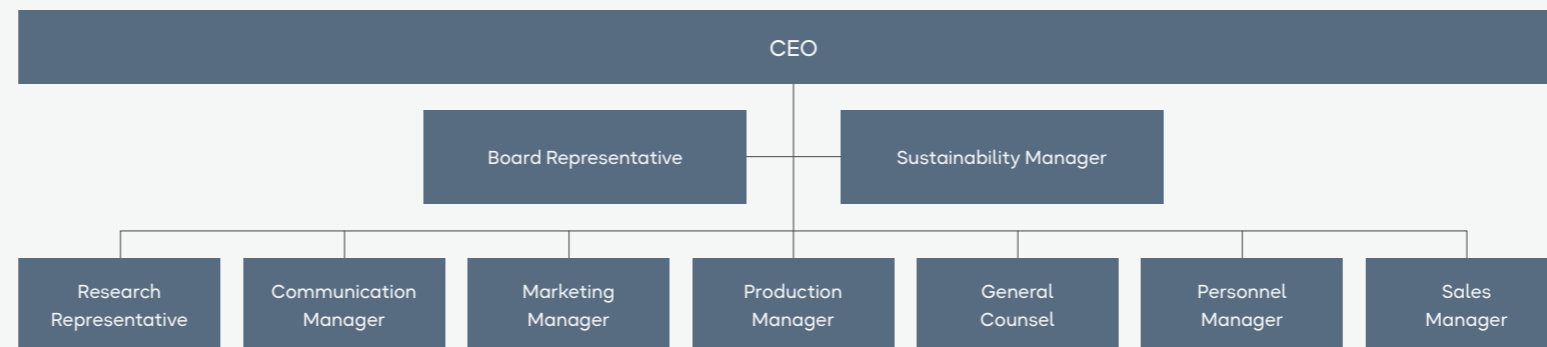 CEO
Board Representative
Sustainability Manager
Research
Representative
Communication
Manager
Marketing
Manager
Production
Manager
General
Counsel
Personnel
Manager
Sales
Manager